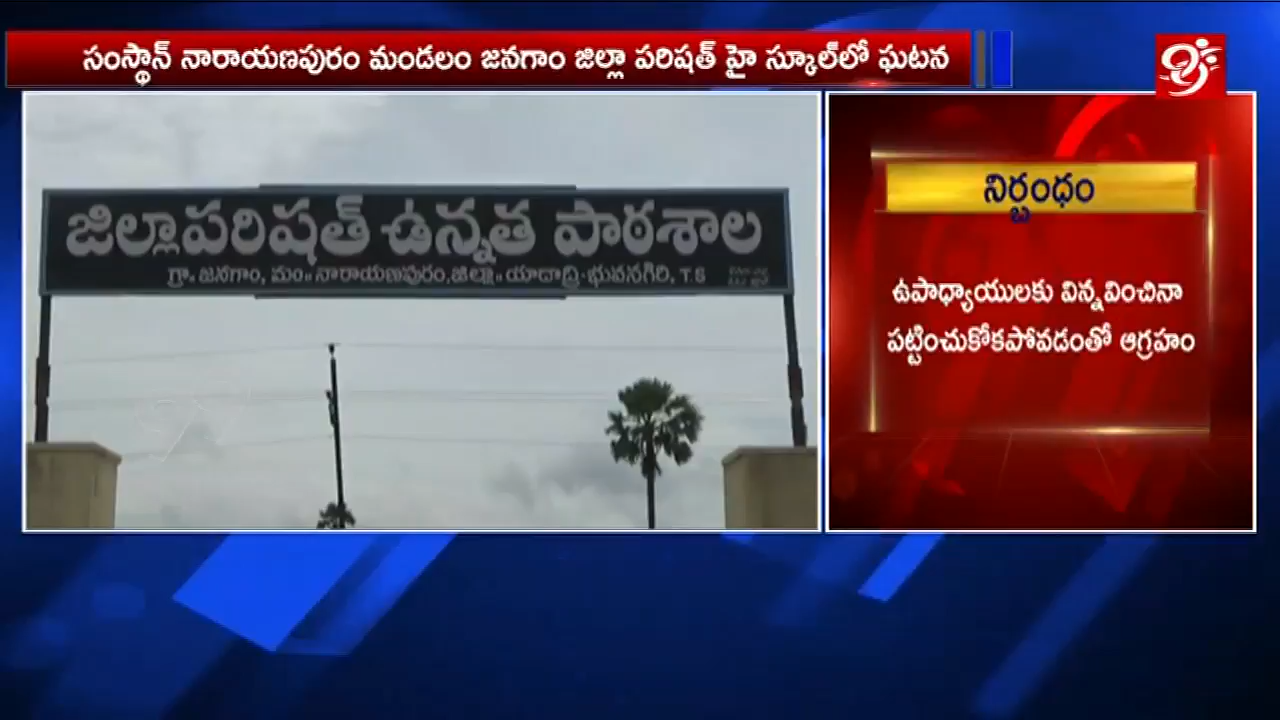 సంస్థాన్ నారాయణపురం మండలం జనగాం జిల్లా పరిషత్ హై స్కూల్‌లో ఘటన
జిల్లాపరిషత్ ఉన్నత పాఠశాల
గ్రా॥ జనగాం, మం॥ నారాయణపురం,జిల్లా॥ యాదాద్రి-భువనగిరి, T.S
నిర్బంధం
ఉపాధ్యాయులకు విన్నవించినా
పట్టించుకోకపోవడంతో ఆగ్రహం